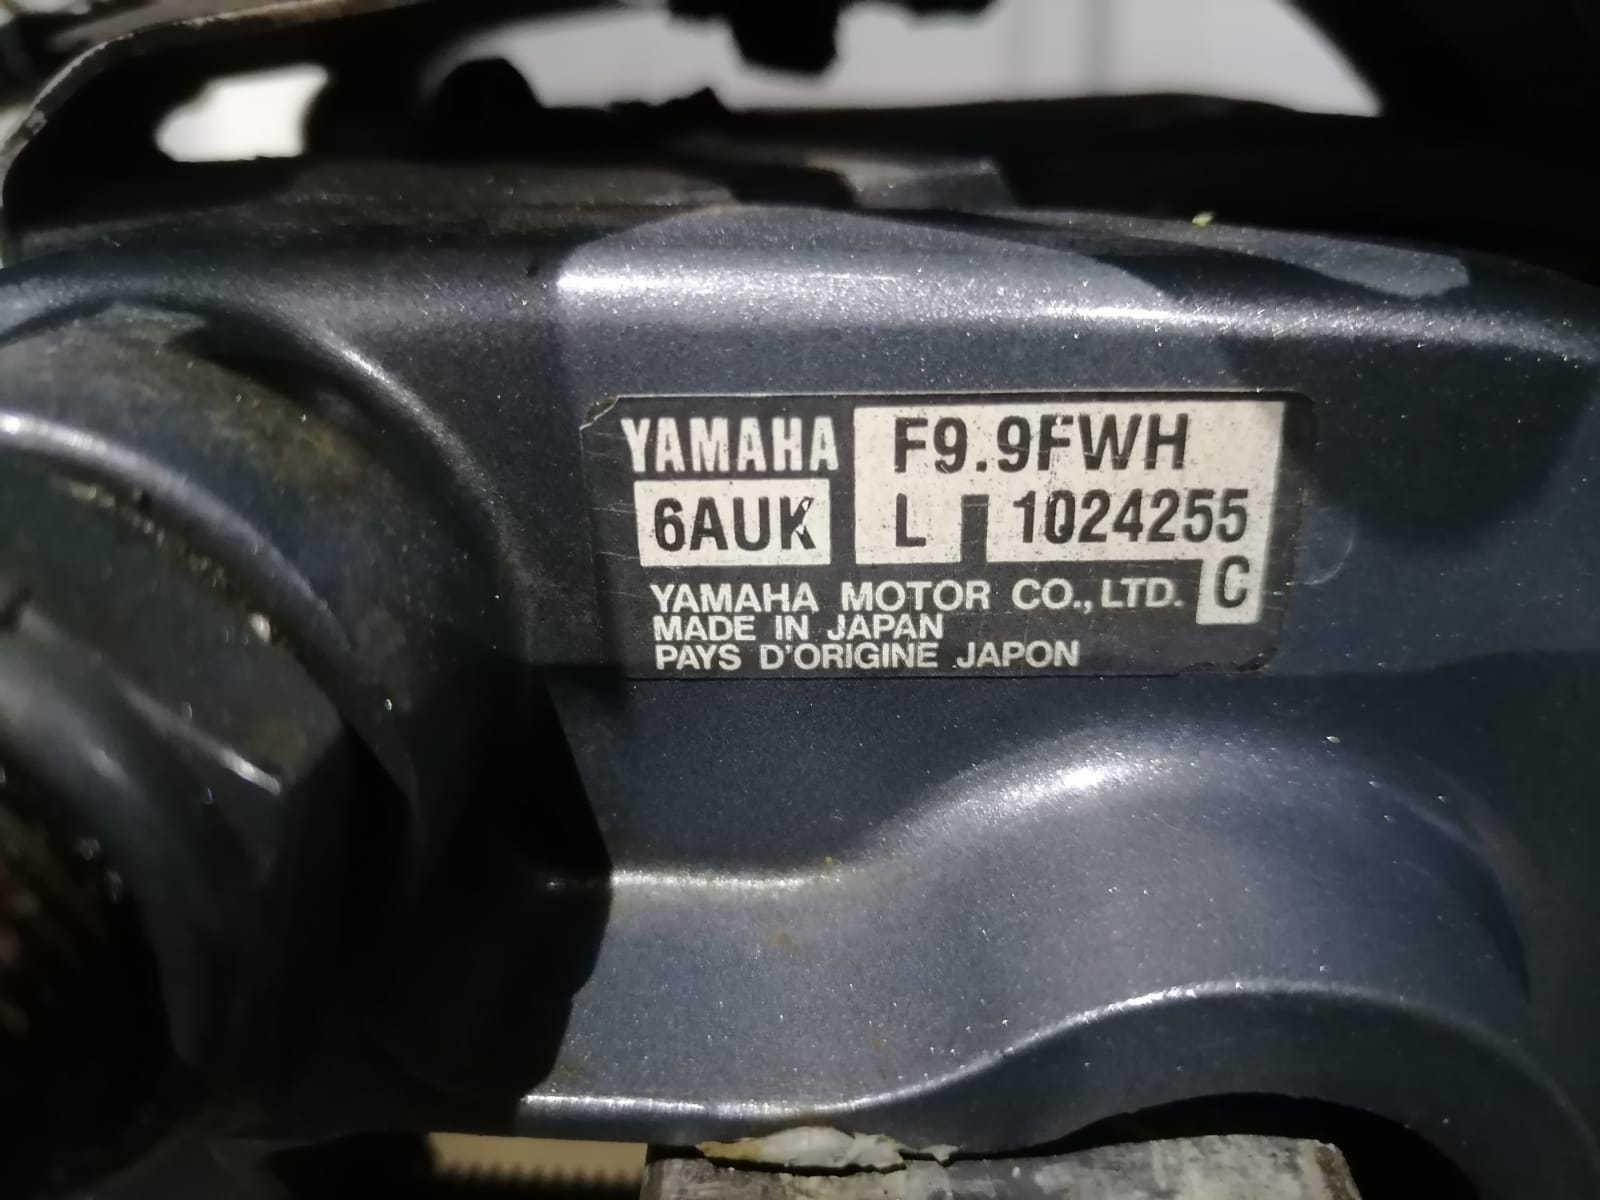 YAMAHA F9.9FWH
6AUK L 1024255
C
YAMAHA MOTOR CO., LTD.
MADE IN JAPAN
PAYS D'ORIGINE JAPON